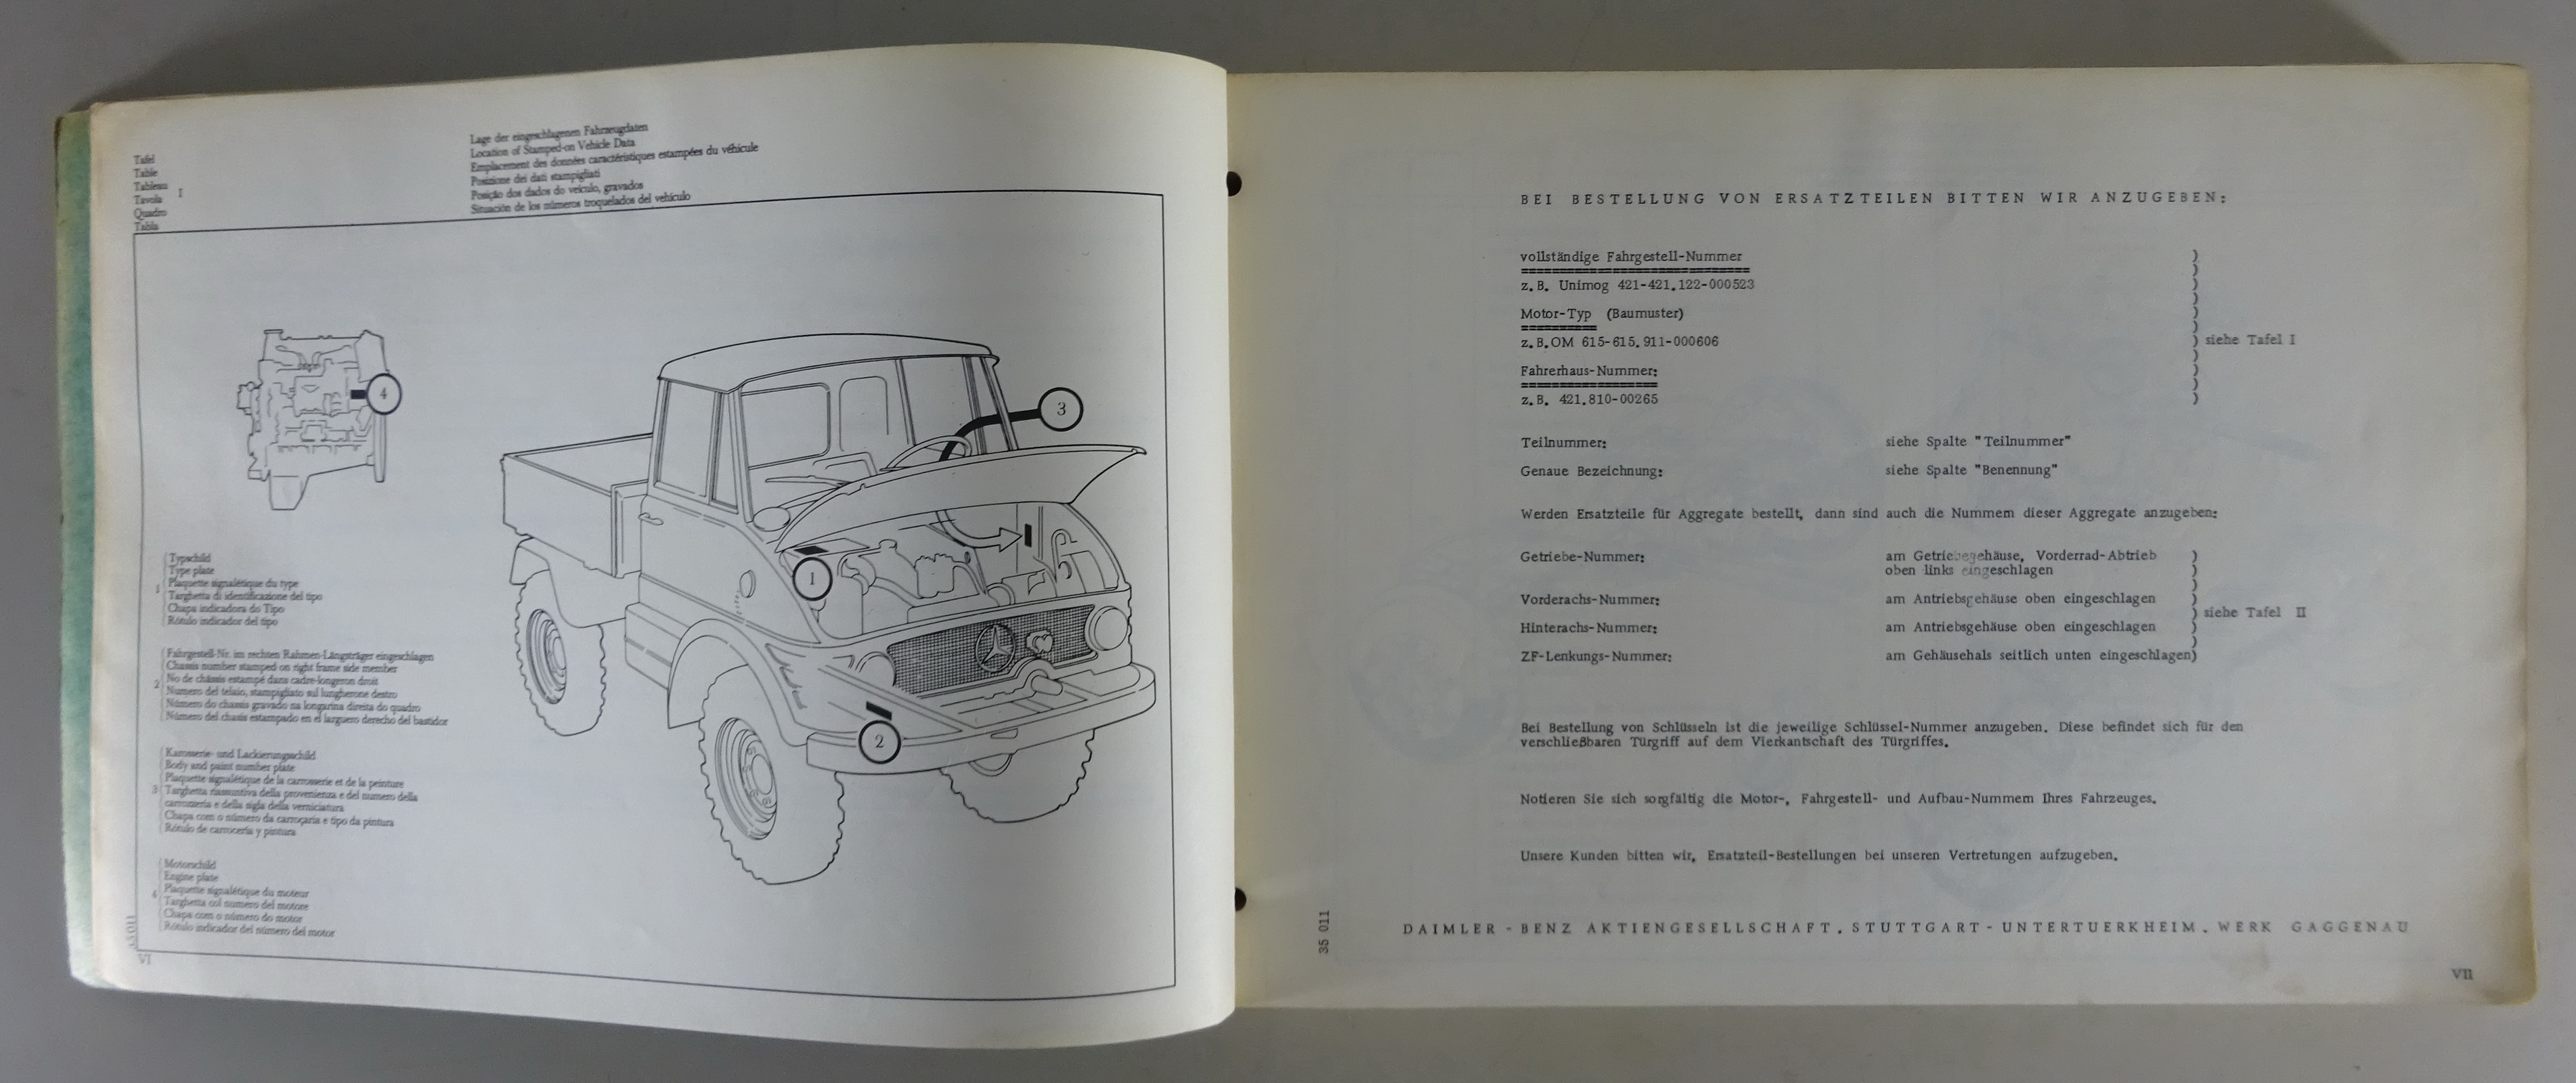 Tafel
Table
Tableau
Tavola
Quadro
Tabla
I
Lage der eingeschlagenen Fahrzeugdaten
Location of Stamped-on Vehicle Data
Emplacement des données caractéristiques estampées du véhicule
Posizione dei dati stampigliati
Posição dos dados do veículo, gravados
Situación de los números troquelados del vehículo
4
3
1
2
Typschild
Type plate
Plaquette signalétique du type
1
Targhetta di identificazione del tipo
Chapa indicadora do Tipo
Rótulo indicador del tipo
Fahrgestell-Nr. im rechten Rahmen-Längsträger eingeschlagen
Chassis number stamped on right frame side member
No de châssis estampé dans cadre-longeron droit
2
Numero del telaio, stampigliato sul lungherone destro
Número do chassis gravado na longarina direita do quadro
Número del chasis estampado en el larguero derecho del bastidor
Karosserie- und Lackierungsschild
Body and paint number plate
Plaquette signalétique de la carrosserie et de la peinture
3
Targhetta riassuntiva della provenienza e del numero della
carrozzeria e della sigla della verniciatura
Chapa com o número da carroçaria e tipo da pintura
Rótulo de carrocería y pintura
Motorschild
Engine plate
Plaquette signalétique du moteur
4
Targhetta col numero del motore
Chapa com o número do motor
Rótulo indicador del número del motor
35 011
VI
BEI BESTELLUNG VON ERSATZTEILEN BITTEN WIR ANZUGEBEN:
vollständige Fahrgestell-Nummer
z.B. Unimog 421-421.122-000523
Motor-Typ (Baumuster)
z.B.OM 615-615.911-000606
) siehe Tafel I
Fahrerhaus-Nummer:
z.B. 421.810-00265
Teilnummer: siehe Spalte "Teilnummer"
Genaue Bezeichnung: siehe Spalte "Benennung"
Werden Ersatzteile für Aggregate bestellt, dann sind auch die Nummern dieser Aggregate anzugeben:
Getriebe-Nummer: am Getriebegehäuse, Vorderrad-Abtrieb )
oben links eingeschlagen )
Vorderachs-Nummer: am Antriebsgehäuse oben eingeschlagen )
) siehe Tafel II
Hinterachs-Nummer: am Antriebsgehäuse oben eingeschlagen )
ZF-Lenkungs-Nummer: am Gehäusehals seitlich unten eingeschlagen)
Bei Bestellung von Schlüsseln ist die jeweilige Schlüssel-Nummer anzugeben. Diese befindet sich für den
verschließbaren Türgriff auf dem Vierkantschaft des Türgriffes.
Notieren Sie sich sorgfältig die Motor-, Fahrgestell- und Aufbau-Nummern Ihres Fahrzeuges.
Unsere Kunden bitten wir, Ersatzteil-Bestellungen bei unseren Vertretungen aufzugeben.
DAIMLER-BENZ AKTIENGESELLSCHAFT. STUTTGART-UNTERTUERKHEIM. WERK GAGGENAU
35 011
VII